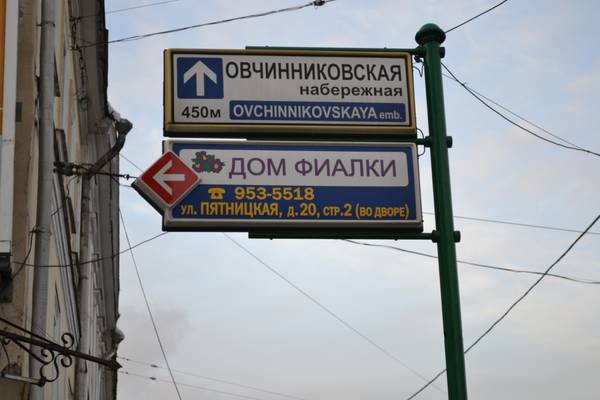 ОВЧИННИКОВСКАЯ
набережная
450м OVCHINNIKOVSKAYA emb.
ДОМ ФИАЛКИ
☎ 953-5518
УЛ. ПЯТНИЦКАЯ, Д. 20, СТР. 2 (ВО ДВОРЕ)